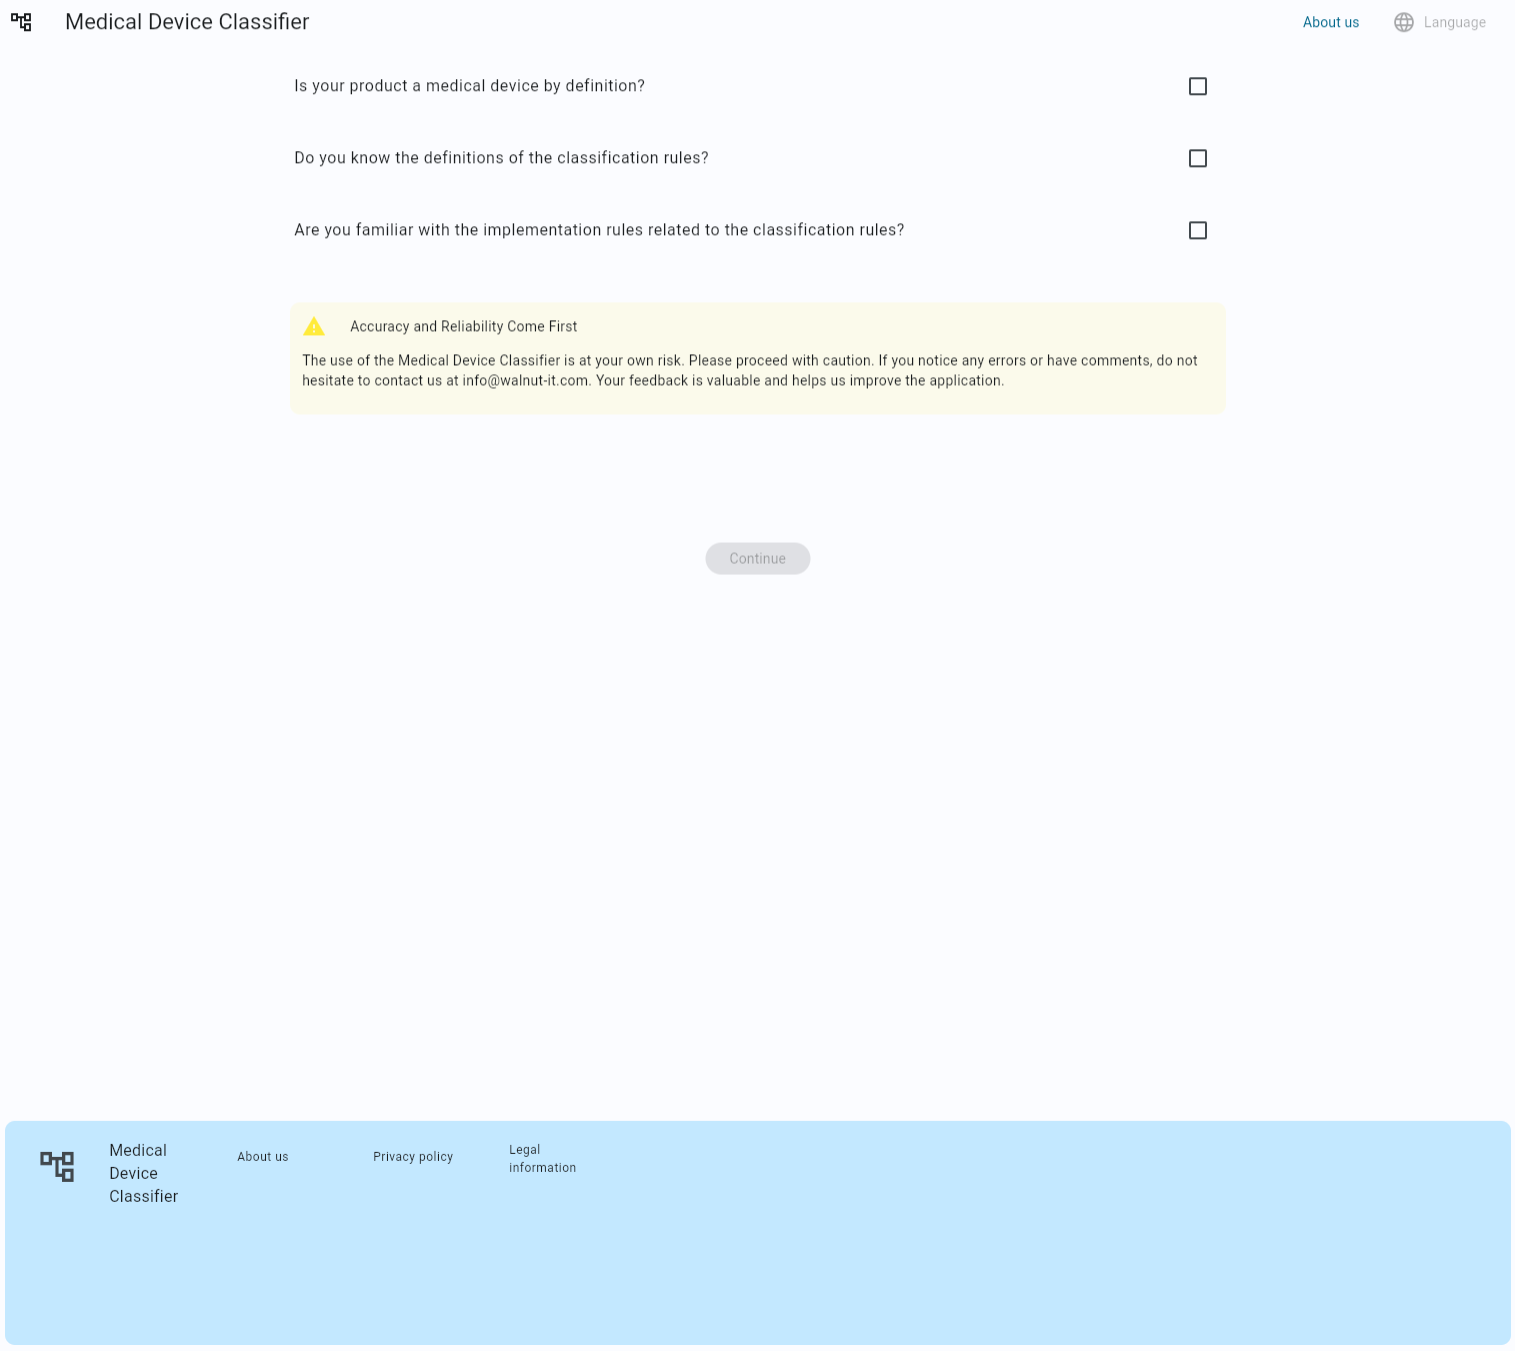 Medical Device Classifier
About us
Language
Is your product a medical device by definition?
Do you know the definitions of the classification rules?
Are you familiar with the implementation rules related to the classification rules?
Accuracy and Reliability Come First
The use of the Medical Device Classifier is at your own risk. Please proceed with caution. If you notice any errors or have comments, do not
hesitate to contact us at info@walnut-it.com. Your feedback is valuable and helps us improve the application.
Continue
Medical
Device
Classifier
About us
Privacy policy
Legal
information